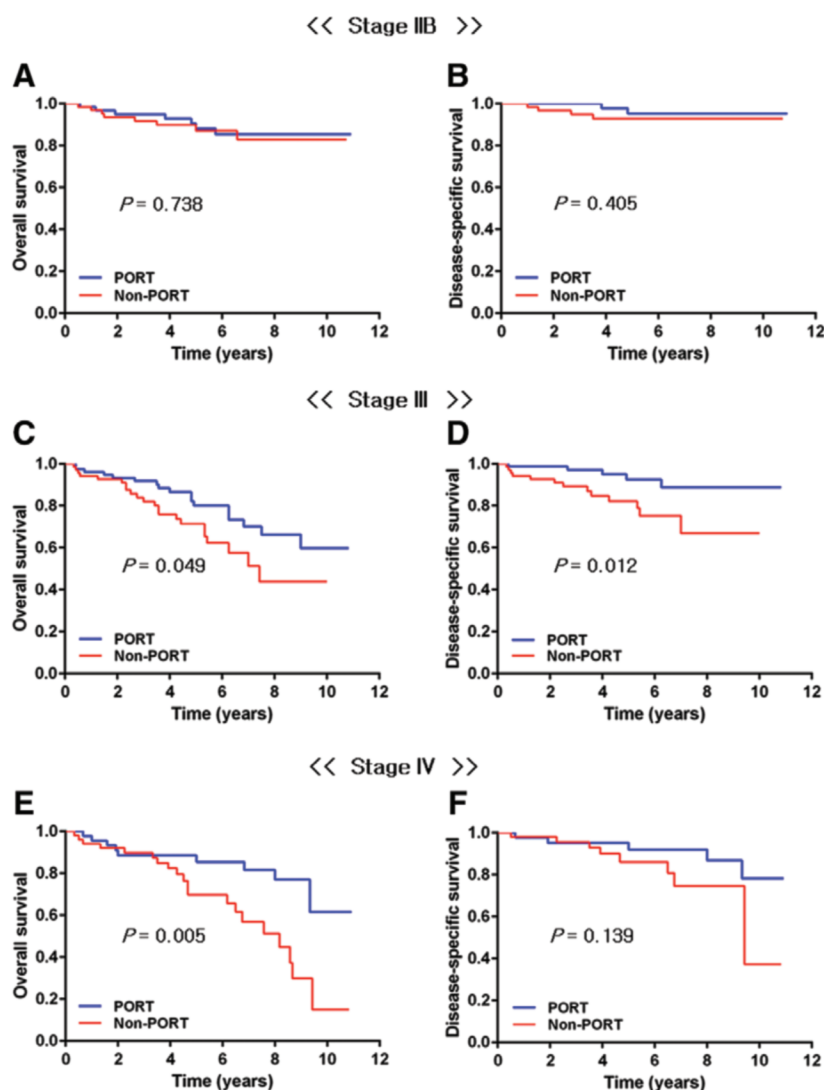 << Stage IIB >>
A
Overall survival
1.0
0.8
0.6
0.4
0.2
0.0
P = 0.738
PORT
Non-PORT
0 2 4 6 8 10 12
Time (years)
B
Disease-specific survival
1.0
0.8
0.6
0.4
0.2
0.0
P = 0.405
PORT
Non-PORT
0 2 4 6 8 10 12
Time (years)
<< Stage III >>
C
Overall survival
1.0
0.8
0.6
0.4
0.2
0.0
P = 0.049
PORT
Non-PORT
0 2 4 6 8 10 12
Time (years)
D
Disease-specific survival
1.0
0.8
0.6
0.4
0.2
0.0
P = 0.012
PORT
Non-PORT
0 2 4 6 8 10 12
Time (years)
<< Stage IV >>
E
Overall survival
1.0
0.8
0.6
0.4
0.2
0.0
P = 0.005
PORT
Non-PORT
0 2 4 6 8 10 12
Time (years)
F
Disease-specific survival
1.0
0.8
0.6
0.4
0.2
0.0
P = 0.139
PORT
Non-PORT
0 2 4 6 8 10 12
Time (years)